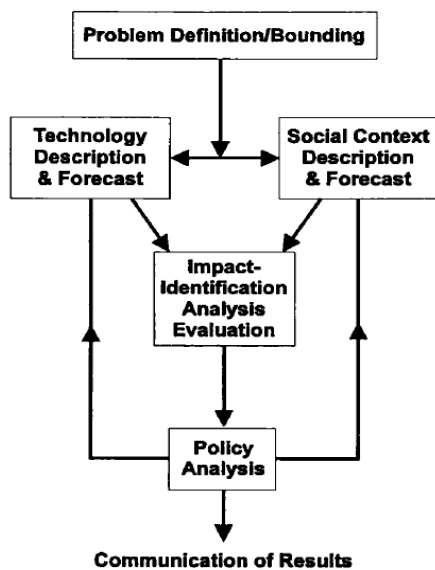 Problem Definition/Bounding
Technology
Description
& Forecast
Social Context
Description
& Forecast
Impact-
Identification
Analysis
Evaluation
Policy
Analysis
Communication of Results